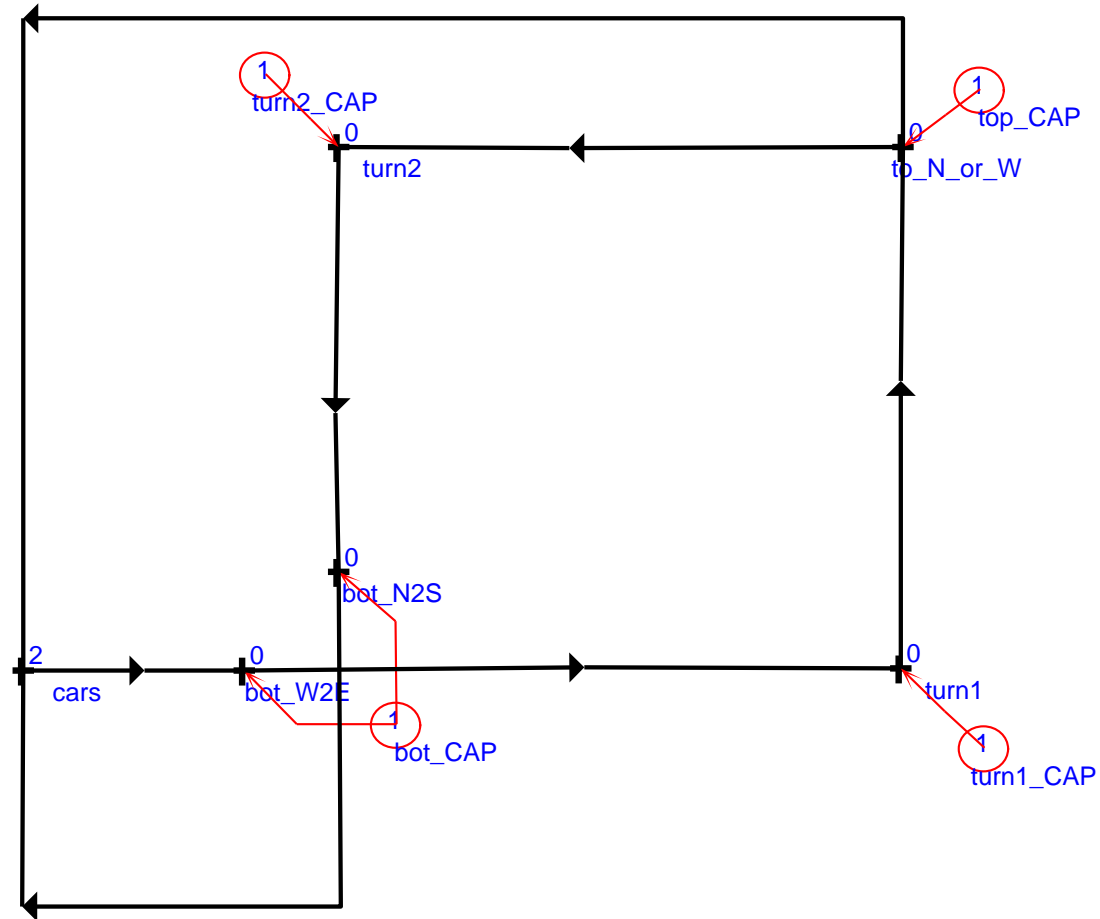 1
turn2_CAP
1
top_CAP
0
turn2
0
to_N_or_W
0
bot_N2S
2
cars
0
bot_W2E
0
turn1
1
bot_CAP
1
turn1_CAP